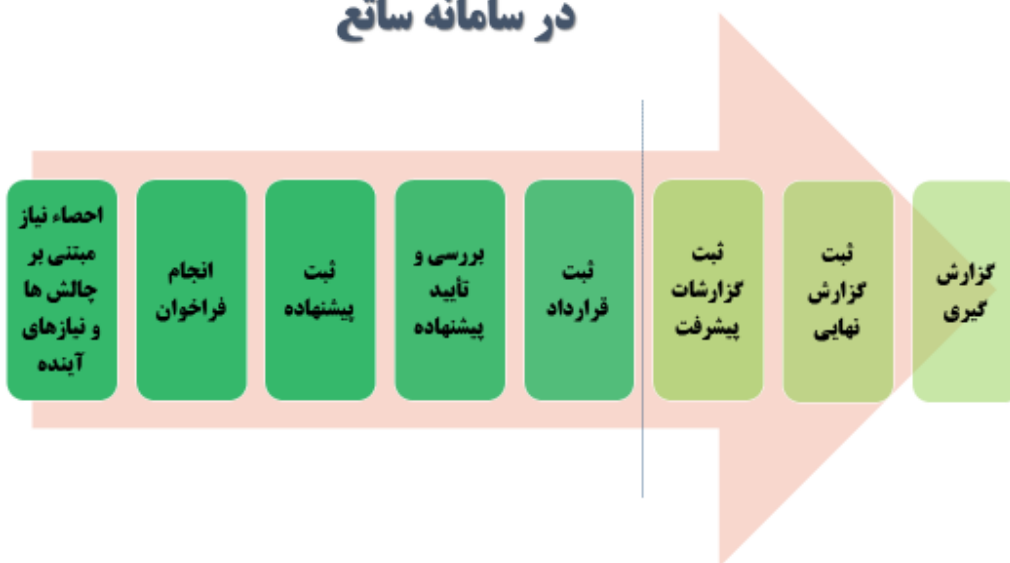 در سامانه ساتع
احصاء نیاز
مبتنی بر
چالش ها
و نیازهای
آینده
انجام
فراخوان
ثبت
پیشنهاده
بررسی و
تأیید
پیشنهاده
ثبت
قرارداد
ثبت
گزارشات
پیشرفت
ثبت
گزارش
نهایی
گزارش
گیری